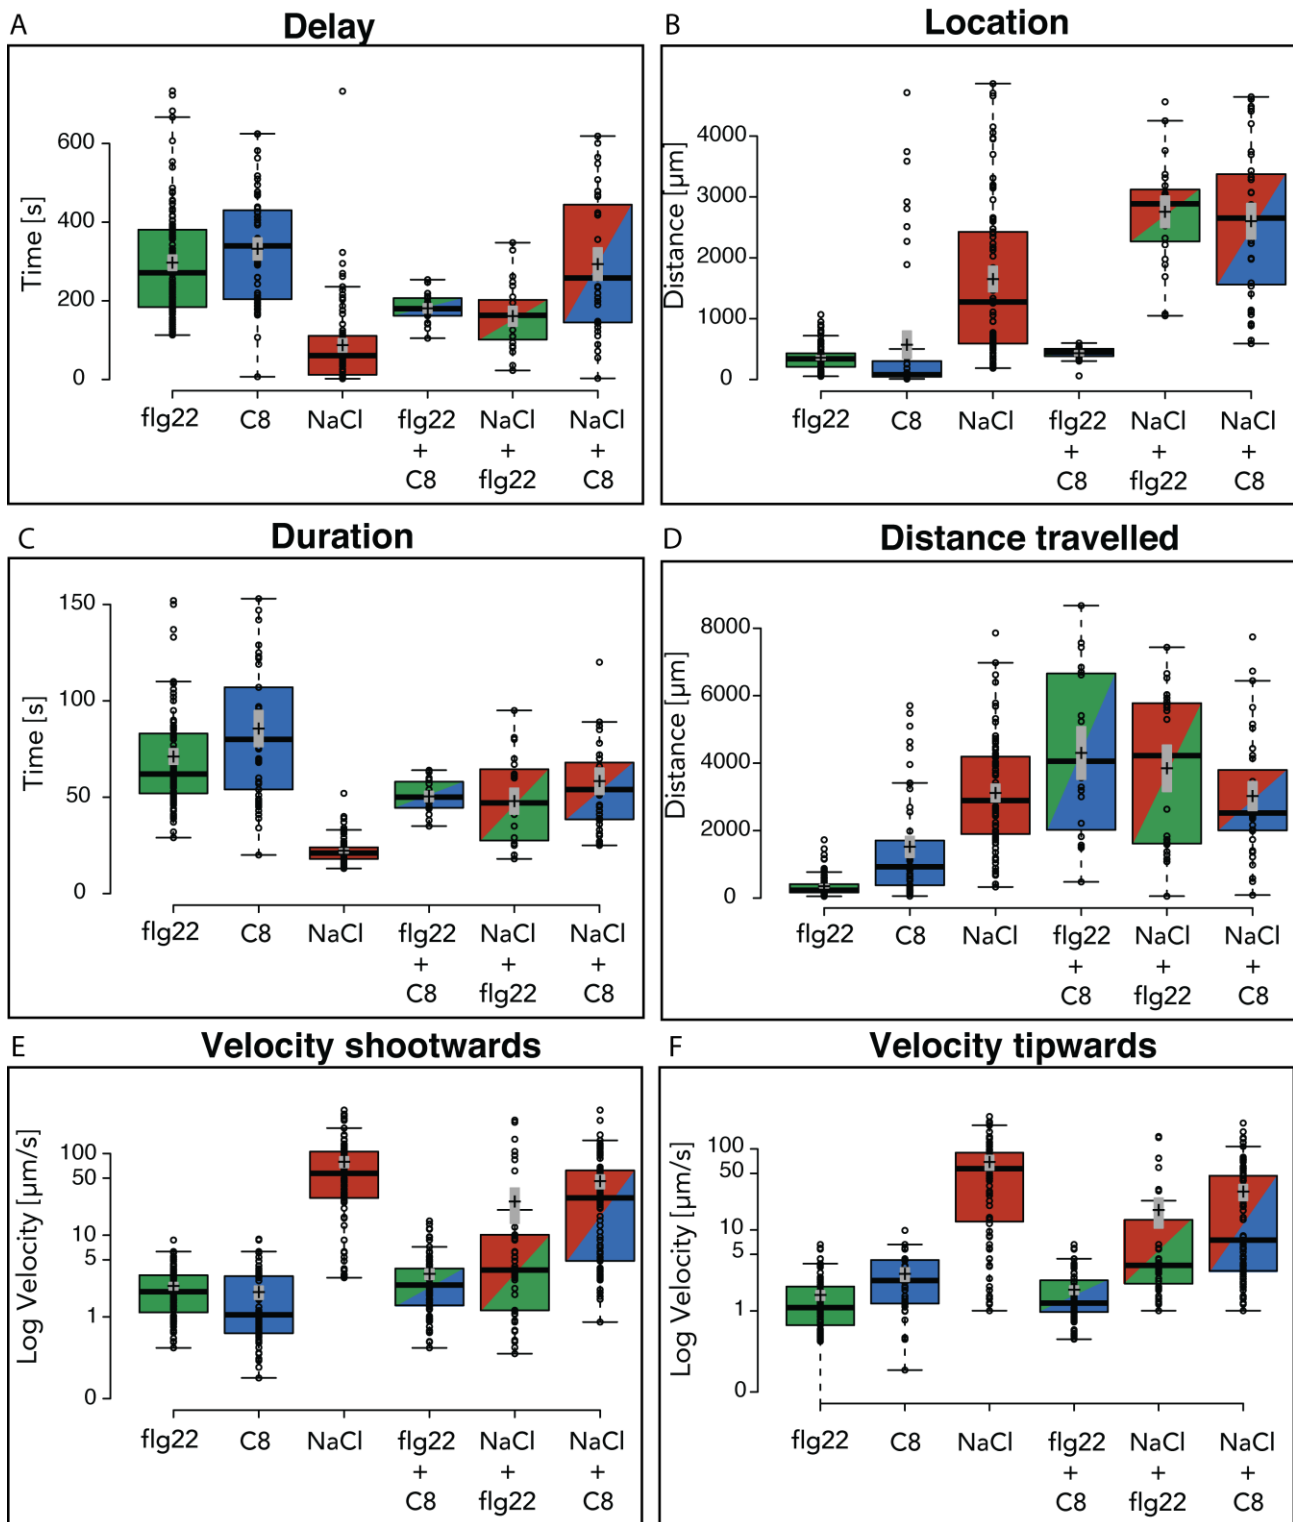 A Delay
Time [s]
600
400
200
0
flg22 C8 NaCl flg22 NaCl NaCl
+ + +
C8 flg22 C8
B Location
Distance [µm]
4000
3000
2000
1000
0
flg22 C8 NaCl flg22 NaCl NaCl
+ + +
C8 flg22 C8
C Duration
Time [s]
150
100
50
0
flg22 C8 NaCl flg22 NaCl NaCl
+ + +
C8 flg22 C8
D Distance travelled
Distance [µm]
8000
6000
4000
2000
0
flg22 C8 NaCl flg22 NaCl NaCl
+ + +
C8 flg22 C8
E Velocity shootwards
Log Velocity [µm/s]
100
50
10
5
1
0
flg22 C8 NaCl flg22 NaCl NaCl
+ + +
C8 flg22 C8
F Velocity tipwards
Log Velocity [µm/s]
100
50
10
5
1
0
flg22 C8 NaCl flg22 NaCl NaCl
+ + +
C8 flg22 C8